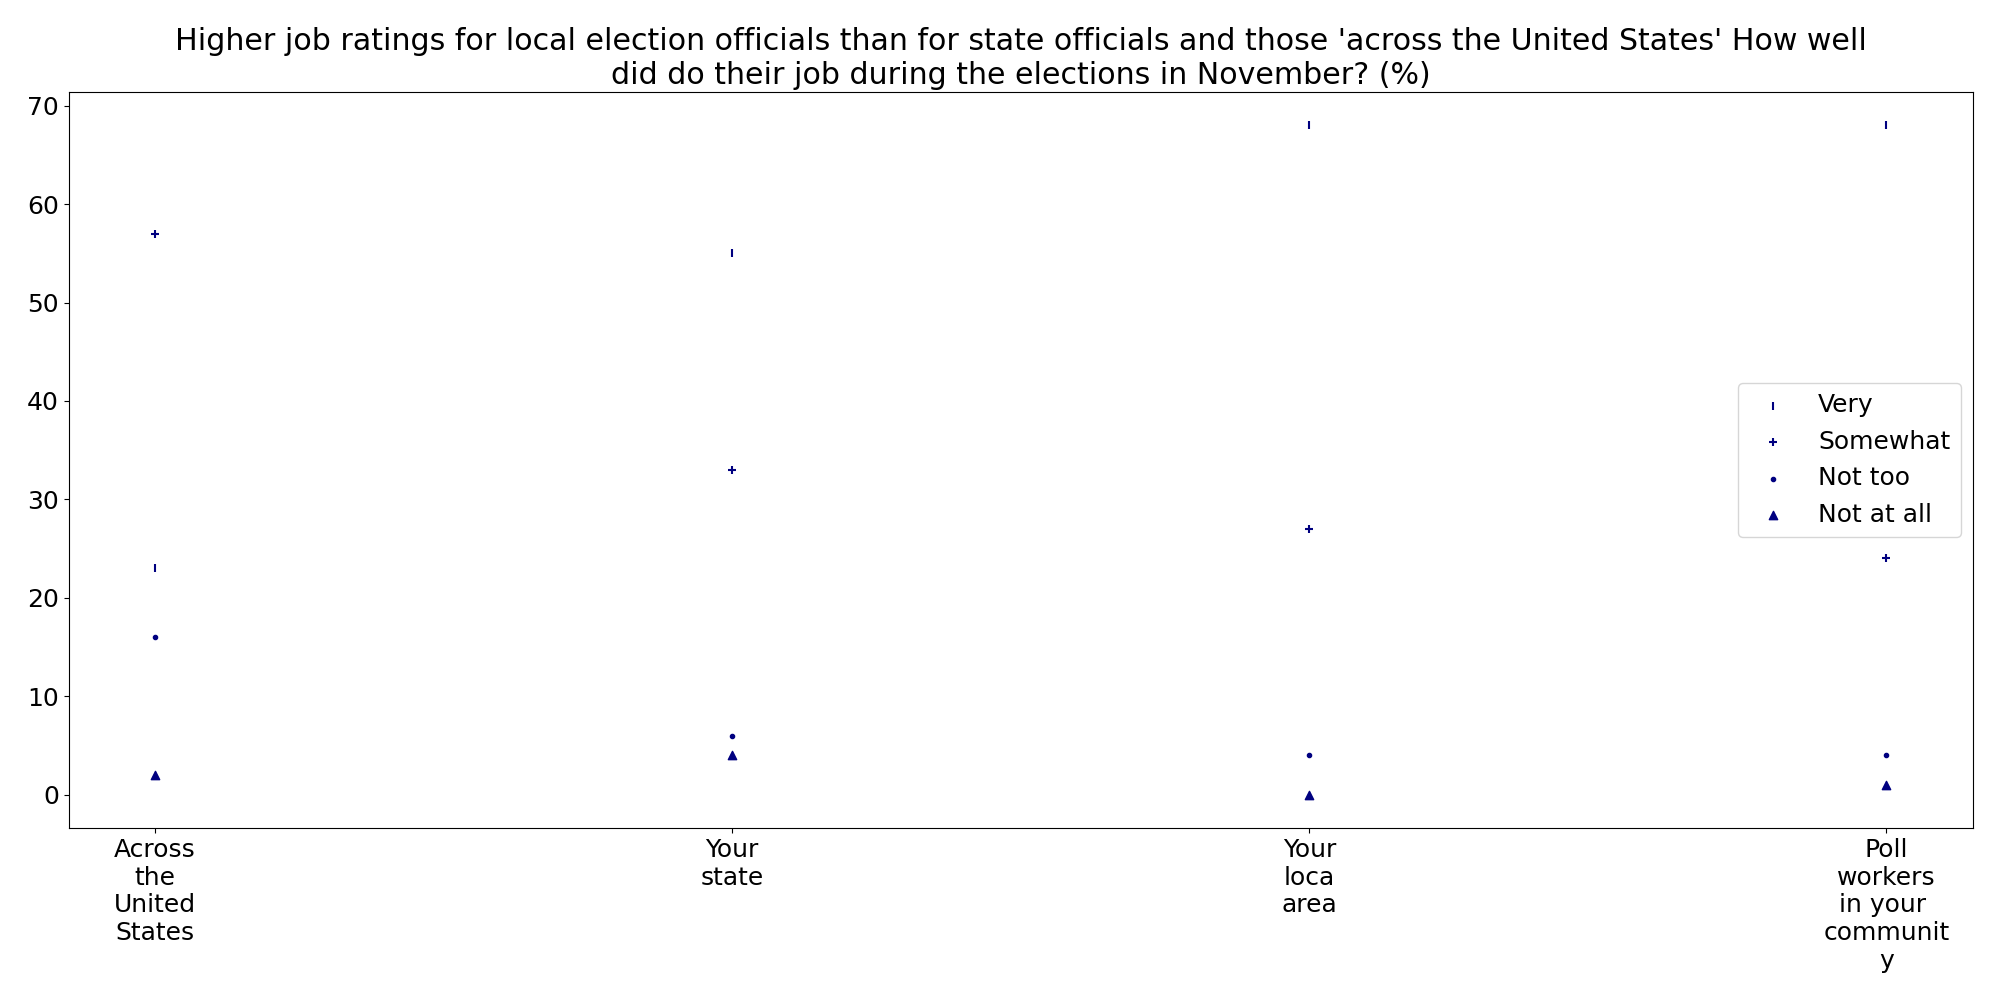 Higher job ratings for local election officials than for state officials and those 'across the United States' How well
did do their job during the elections in November? (%)
70
60
50
40
30
20
10
0
Very
Somewhat
Not too
Not at all
Across
the
United
States
Your
state
Your
loca
area
Poll
workers
in your
communit
y